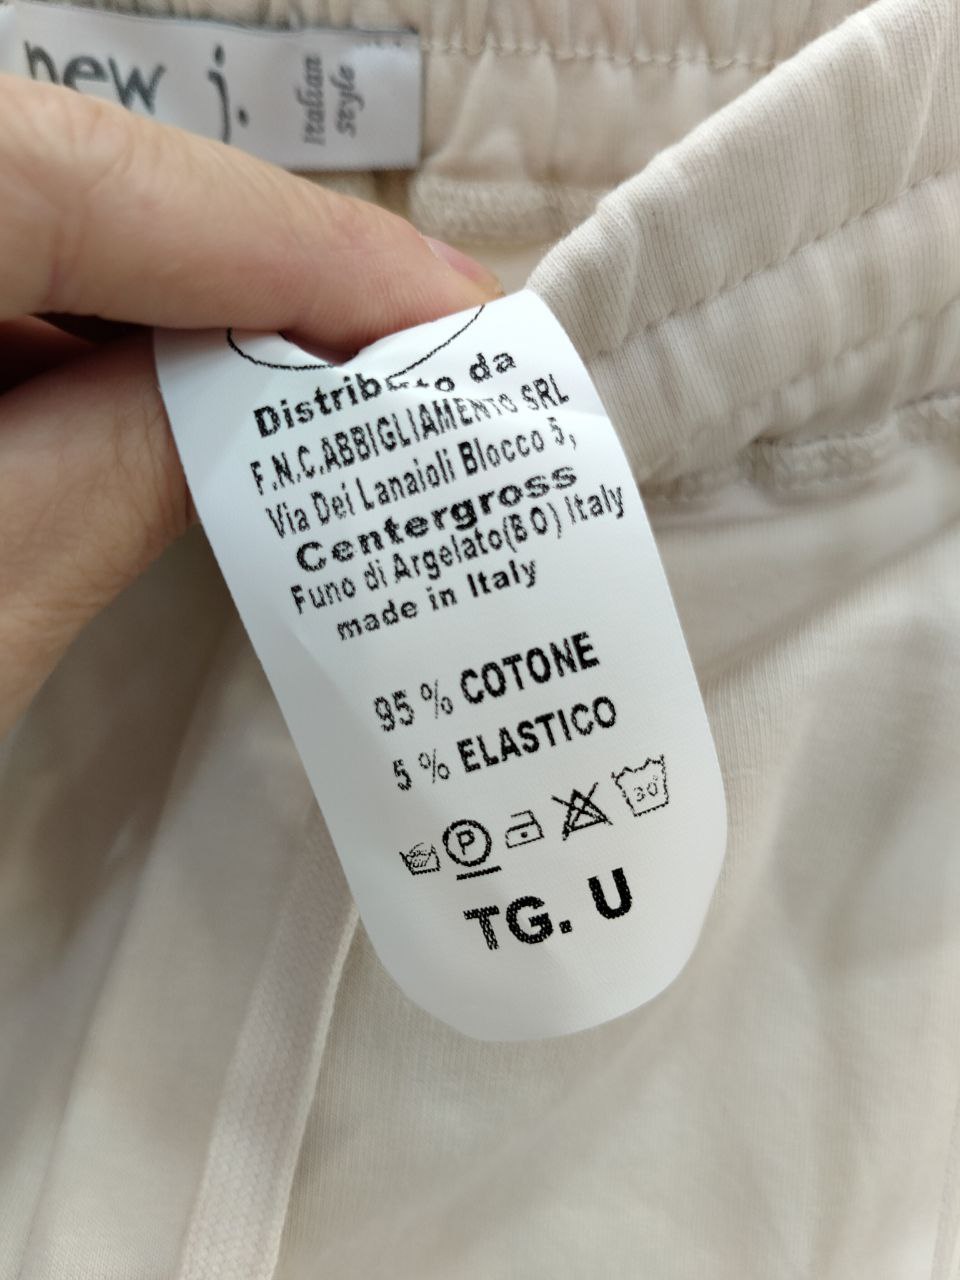 new j.
Italian
style
Distribuito da
F.N.C.ABBIGLIAMENTO SRL
Via Dei Lanaioli Blocco 5,
Centergross
Funo di Argelato(BO) Italy
made in Italy
95 % COTONE
5 % ELASTICO
P
30°
TG. U